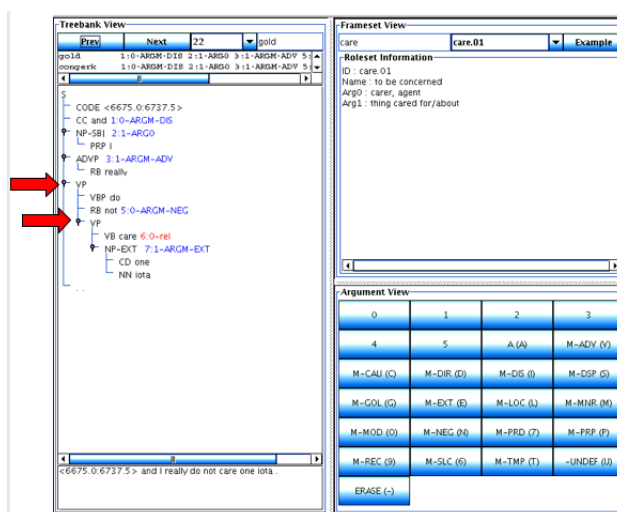 Treebank View
Prev Next 22 gold
gold 1:0-ARGM-DIS 2:1-ARG0 3:1-ARGM-ADV 5:
congerk 1:0-ARGM-DIS 2:1-ARG0 3:1-ARGM-ADV 5:
S
CODE <6675.0:6737.5>
CC and 1:0-ARGM-DIS
NP-SBJ 2:1-ARG0
PRP I
ADVP 3:1-ARGM-ADV
RB really
VP
VBP do
RB not 5:0-ARGM-NEG
VP
VB care 6:0-rel
NP-EXT 7:1-ARGM-EXT
CD one
NN iota
. .
<6675.0:6737.5> and I really do not care one iota .
Frameset View
care care.01 Example
Roleset Information
ID : care.01
Name : to be concerned
Arg0 : carer, agent
Arg1 : thing cared for/about
Argument View
0 1 2 3
4 5 A (A) M-ADV (V)
M-CAU (C) M-DIR (D) M-DIS (I) M-DSP (S)
M-GOL (G) M-EXT (E) M-LOC (L) M-MNR (M)
M-MOD (O) M-NEG (N) M-PRD (7) M-PRP (P)
M-REC (9) M-SLC (6) M-TMP (T) -UNDEF (U)
ERASE (-)